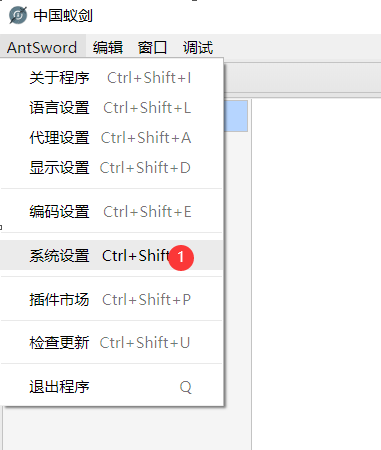 中国蚁剑
AntSword 编辑 窗口 调试
关于程序 Ctrl+Shift+I
语言设置 Ctrl+Shift+L
代理设置 Ctrl+Shift+A
显示设置 Ctrl+Shift+D
编码设置 Ctrl+Shift+E
系统设置 Ctrl+Shift 1
插件市场 Ctrl+Shift+P
检查更新 Ctrl+Shift+U
退出程序 Q